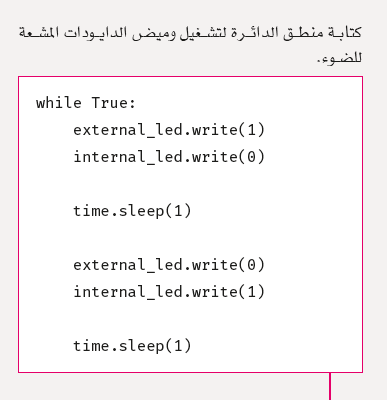 كتابة منطق الدائرة لتشغيل وميض الدايودات المشعة
للضوء.
while True:
    external_led.write(1)
    internal_led.write(0)
    time.sleep(1)
    external_led.write(0)
    internal_led.write(1)
    time.sleep(1)